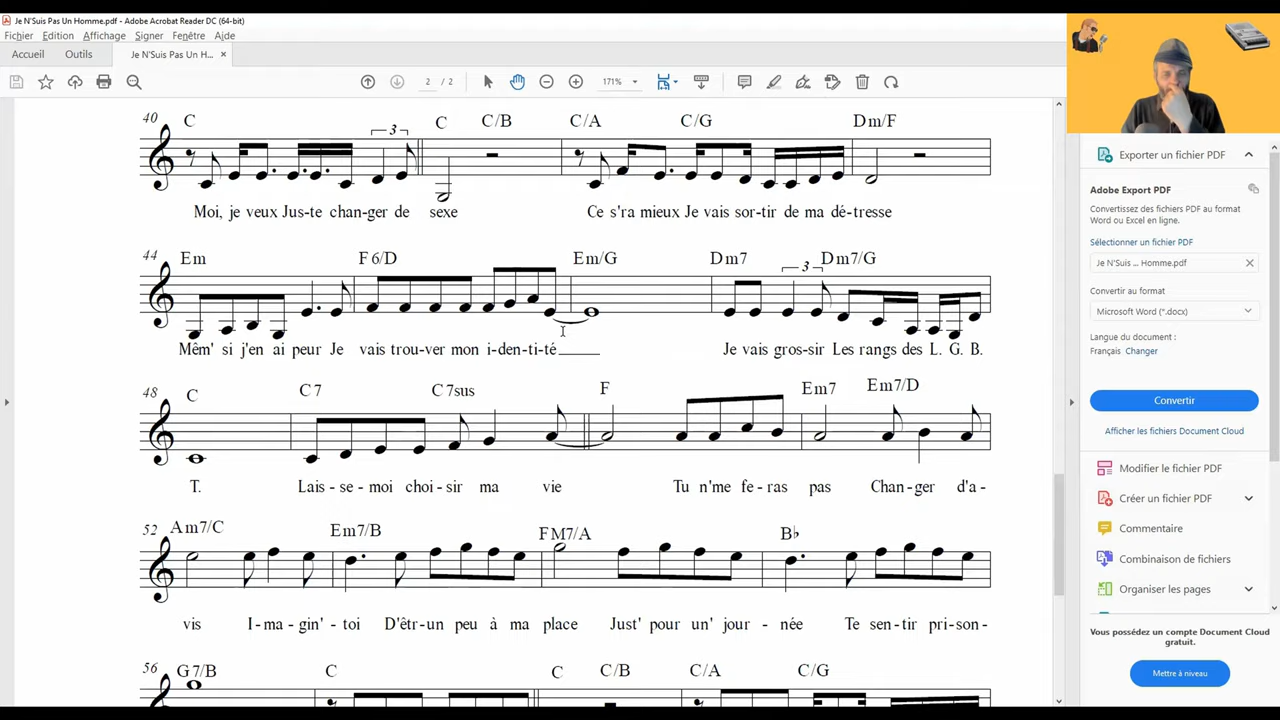 Je N'Suis Pas Un Homme.pdf - Adobe Acrobat Reader DC (64-bit)
Fichier Edition Affichage Signer Fenêtre Aide
Accueil Outils Je N'Suis Pas Un H... ×
2 / 2 171%
Exporter un fichier PDF
Adobe Export PDF
Convertissez des fichiers PDF au format
Word ou Excel en ligne.
Sélectionner un fichier PDF
Je N'Suis ... Homme.pdf
Convertir au format
Microsoft Word (*.docx)
Langue du document :
Français Changer
Convertir
Afficher les fichiers Document Cloud
Modifier le fichier PDF
Créer un fichier PDF
Commentaire
Combinaison de fichiers
Organiser les pages
Vous possédez un compte Document Cloud
gratuit.
Mettre à niveau
40 C 3 C C/B C/A C/G Dm/F
Moi, je veux Jus-te chan-ger de sexe Ce s'ra mieux Je vais sor-tir de ma dé-tresse
44 Em F6/D Em/G Dm7 3 Dm7/G
Mêm' si j'en ai peur Je vais trou-ver mon i-den-ti-té Je vais gros-sir Les rangs des L. G. B.
48 C C7 C7sus F Em7 Em7/D
T. Lais-se-moi choi-sir ma vie Tu n'me fe-ras pas Chan-ger d'a-
52 Am7/C Em7/B FM7/A B♭
vis I-ma-gin'-toi D'êtr-un peu à ma place Just' pour un' jour-née Te sen-tir pri-son-
56 G7/B C C C/B C/A C/G